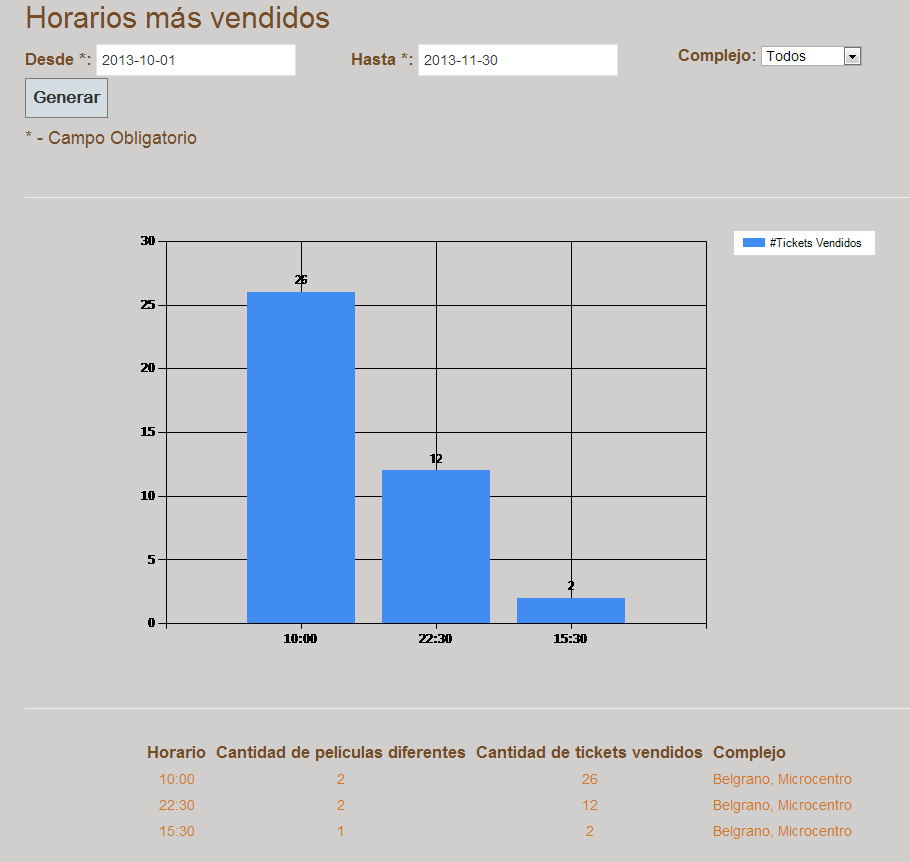 Horarios más vendidos
Desde *: 2013-10-01 Hasta *: 2013-11-30 Complejo: Todos
Generar
* - Campo Obligatorio
#Tickets Vendidos
30
25
20
15
10
5
0
26
12
2
10:00 22:30 15:30
Horario Cantidad de películas diferentes Cantidad de tickets vendidos Complejo
10:00 2 26 Belgrano, Microcentro
22:30 2 12 Belgrano, Microcentro
15:30 1 2 Belgrano, Microcentro